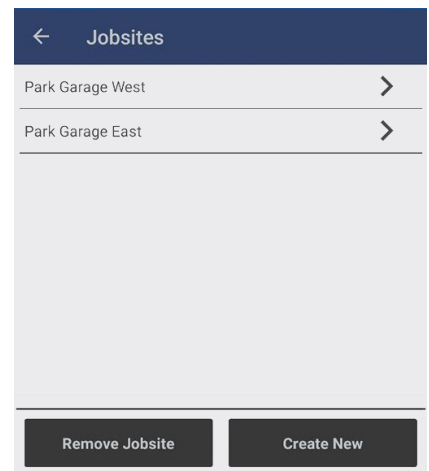 Jobsites
Park Garage West
Park Garage East
Remove Jobsite
Create New